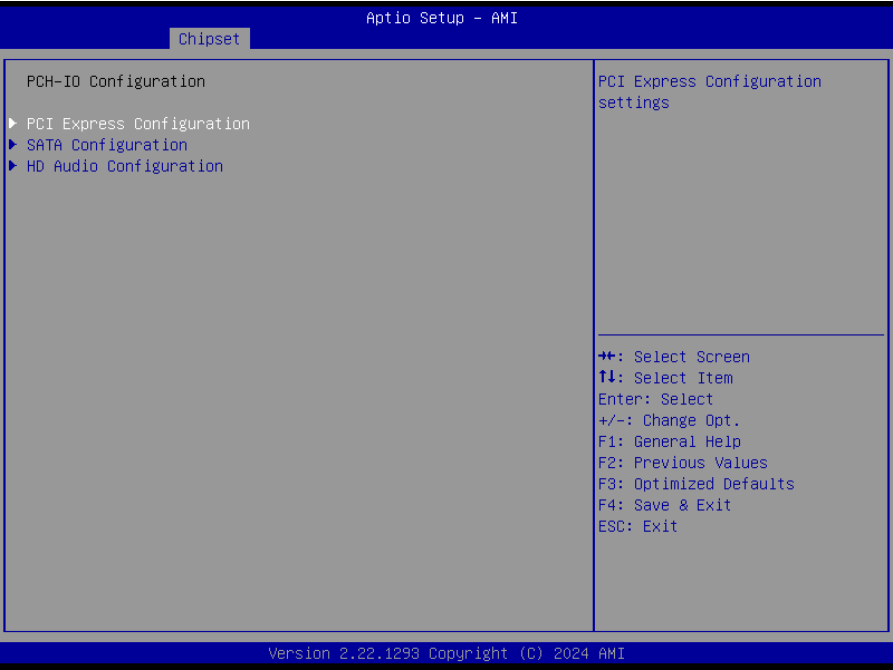 Aptio Setup – AMI
Chipset
PCH-IO Configuration
PCI Express Configuration
SATA Configuration
HD Audio Configuration
PCI Express Configuration
settings
→←: Select Screen
↑↓: Select Item
Enter: Select
+/-: Change Opt.
F1: General Help
F2: Previous Values
F3: Optimized Defaults
F4: Save & Exit
ESC: Exit
Version 2.22.1293 Copyright (C) 2024 AMI